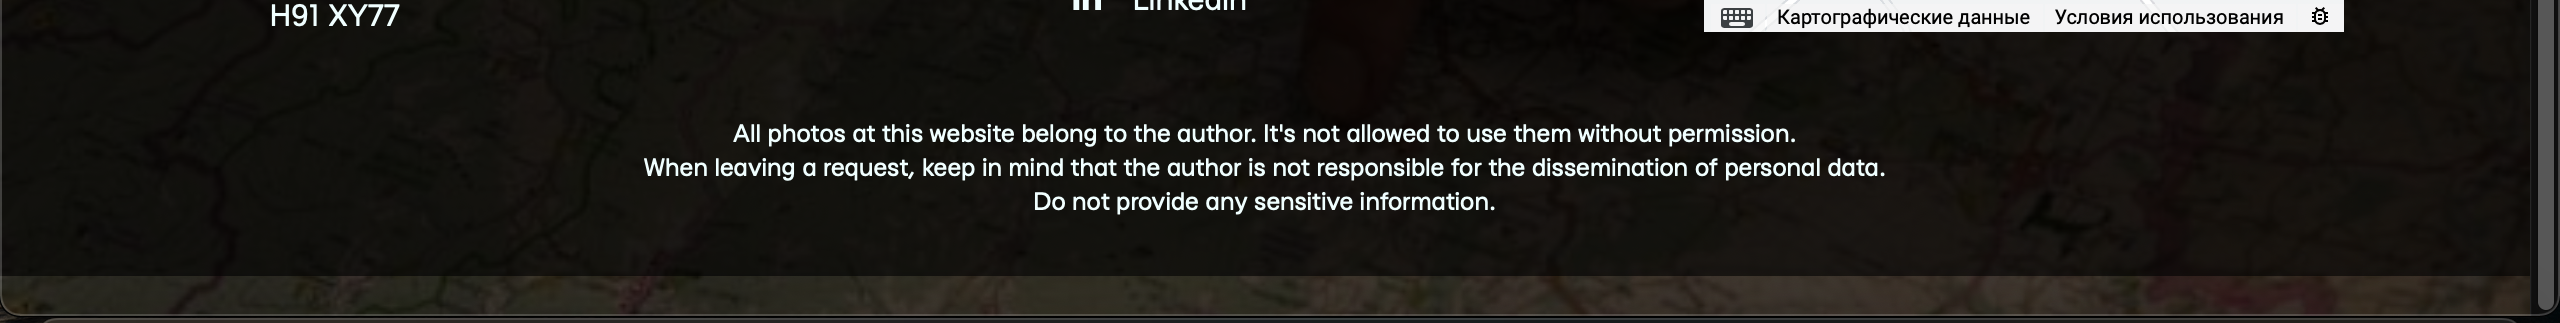 H91 XY77
LinkedIn
Картографические данные Условия использования
All photos at this website belong to the author. It's not allowed to use them without permission.
When leaving a request, keep in mind that the author is not responsible for the dissemination of personal data.
Do not provide any sensitive information.